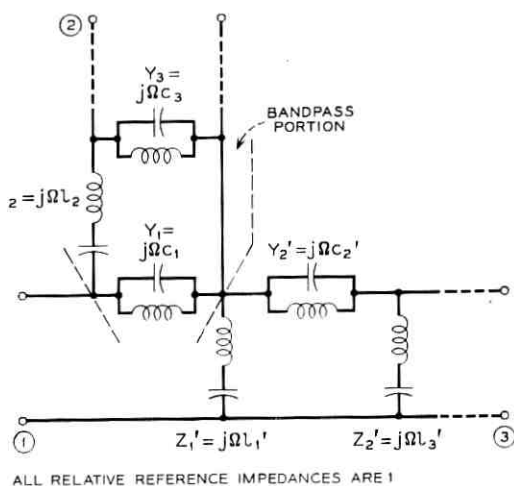 ②
Y₃=
jΩc₃
BANDPASS
PORTION
₂=jΩl₂
Y₁=
jΩc₁
Y₂'=jΩc₂'
①
Z₁'=jΩl₁'
Z₂'=jΩl₃'
③
ALL RELATIVE REFERENCE IMPEDANCES ARE 1